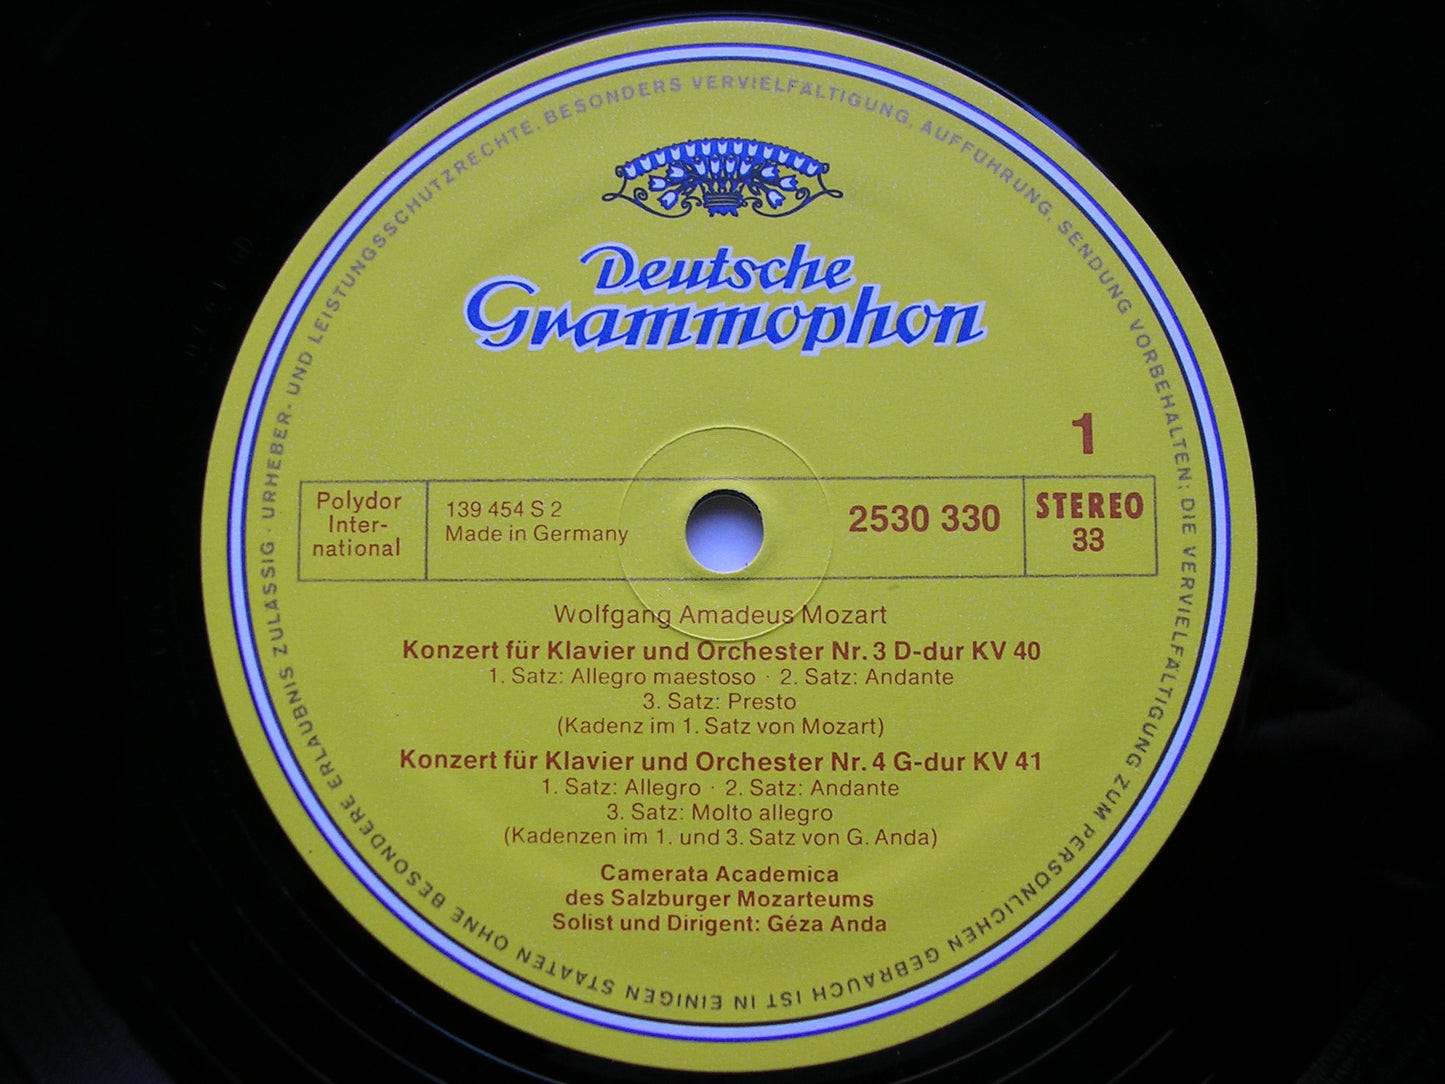 URHEBER- UND LEISTUNGSSCHUTZRECHTE, BESONDERS VERVIELFÄLTIGUNG, AUFFÜHRUNG, SENDUNG VORBEHALTEN; DIE VERVIELFÄLTIGUNG ZUM PERSÖNLICHEN GEBRAUCH IST IN EINIGEN STAATEN OHNE BESONDERE ERLAUBNIS ZULÄSSIG ·
Deutsche
Grammophon
1
Polydor
Inter-
national
139 454 S 2
Made in Germany
2530 330
STEREO
33
Wolfgang Amadeus Mozart
Konzert für Klavier und Orchester Nr. 3 D-dur KV 40
1. Satz: Allegro maestoso · 2. Satz: Andante
3. Satz: Presto
(Kadenz im 1. Satz von Mozart)
Konzert für Klavier und Orchester Nr. 4 G-dur KV 41
1. Satz: Allegro · 2. Satz: Andante
3. Satz: Molto allegro
(Kadenzen im 1. und 3. Satz von G. Anda)
Camerata Academica
des Salzburger Mozarteums
Solist und Dirigent: Géza Anda